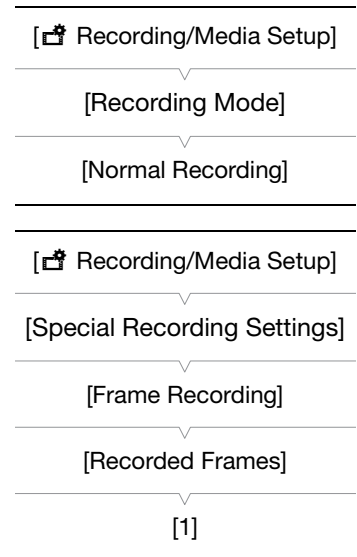 [ Recording/Media Setup]
[Recording Mode]
[Normal Recording]
[ Recording/Media Setup]
[Special Recording Settings]
[Frame Recording]
[Recorded Frames]
[1]